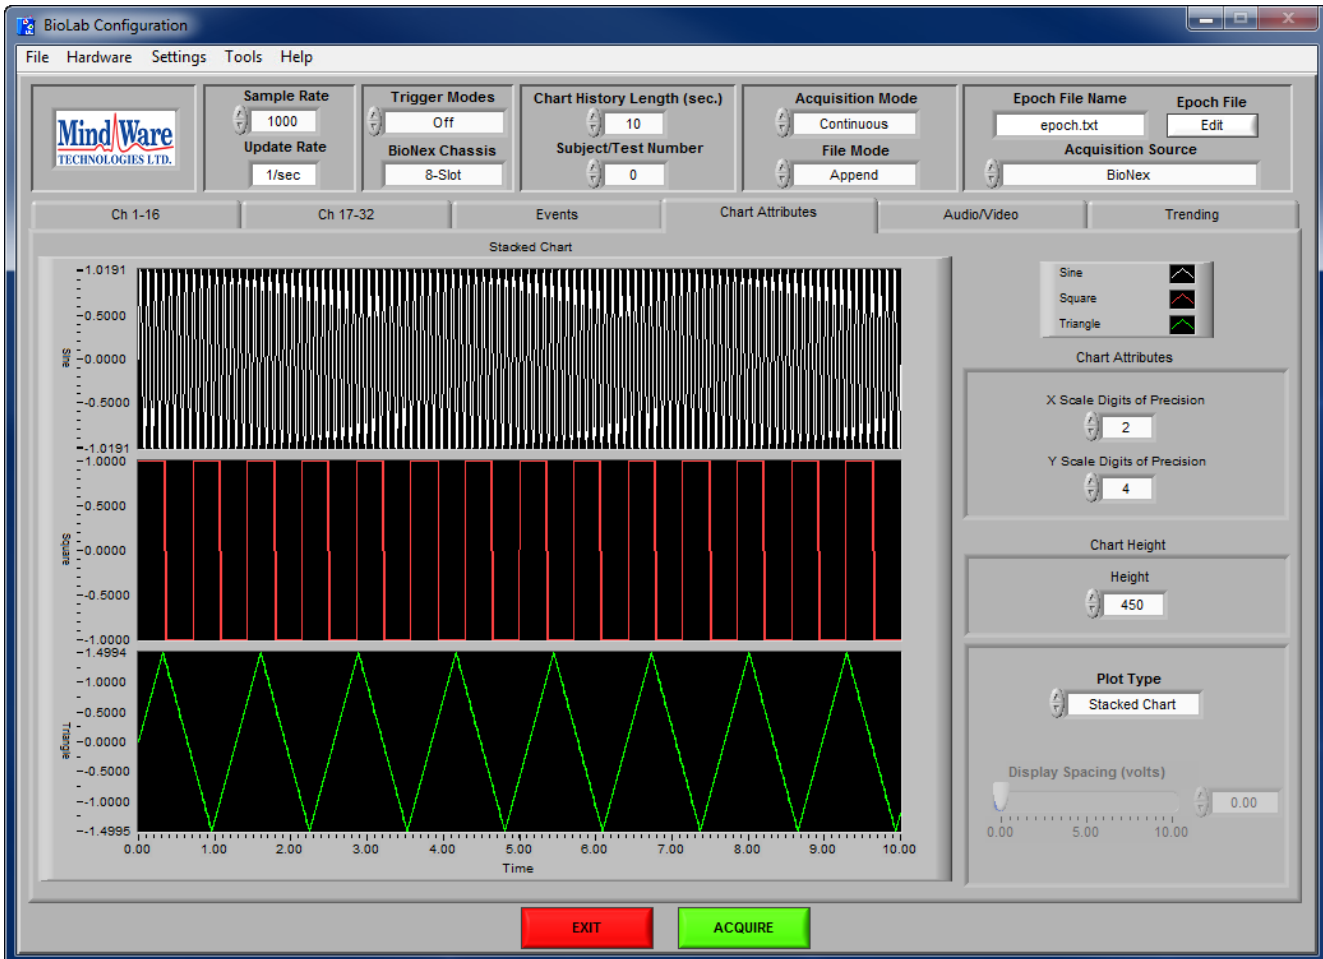 BioLab Configuration
File Hardware Settings Tools Help
MindWare
TECHNOLOGIES LTD.
Sample Rate
1000
Update Rate
1/sec
Trigger Modes
Off
BioNex Chassis
8-Slot
Chart History Length (sec.)
10
Subject/Test Number
0
Acquisition Mode
Continuous
File Mode
Append
Epoch File Name
epoch.txt
Epoch File
Edit
Acquisition Source
BioNex
Ch 1-16 Ch 17-32 Events Chart Attributes Audio/Video Trending
Stacked Chart
Sine
1.0191
0.5000
0.0000
-0.5000
-1.0191
Square
1.0000
0.5000
0.0000
-0.5000
-1.0000
Triangle
1.4994
1.0000
0.5000
0.0000
-0.5000
-1.0000
-1.4995
0.00 1.00 2.00 3.00 4.00 5.00 6.00 7.00 8.00 9.00 10.00
Time
Sine
Square
Triangle
Chart Attributes
X Scale Digits of Precision
2
Y Scale Digits of Precision
4
Chart Height
Height
450
Plot Type
Stacked Chart
Display Spacing (volts)
0.00
0.00 5.00 10.00
EXIT ACQUIRE